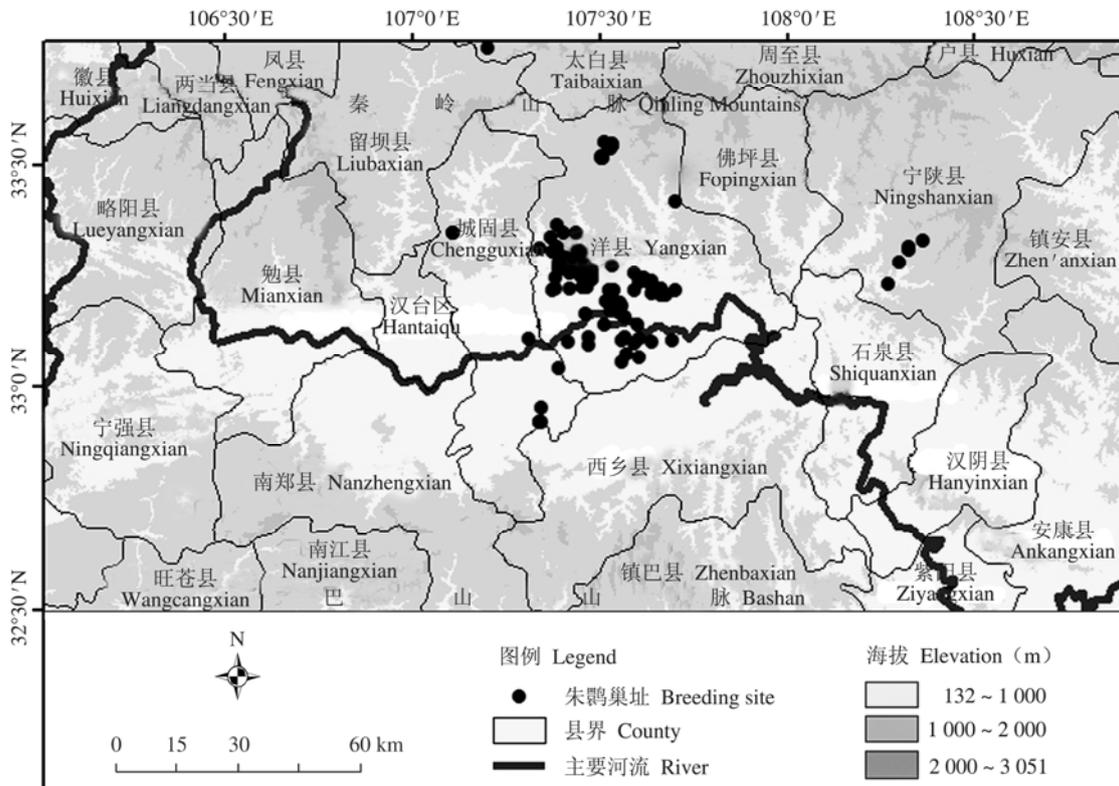 106°30′E 107°0′E 107°30′E 108°0′E 108°30′E
33°30′N
33°0′N
32°30′N
徽县
Huixian
两当县
Liangdangxian
凤县
Fengxian
太白县
Taibaixian
周至县
Zhouzhixian
户县 Huxian
秦 岭 山 脉 Qinling Mountains
留坝县
Liubaxian
佛坪县
Fopingxian
宁陕县
Ningshanxian
略阳县
Lueyangxian
城固县
Chengguxian
洋县 Yangxian
镇安县
Zhen'anxian
勉县
Mianxian
汉台区
Hantaiqu
石泉县
Shiquanxian
宁强县
Ningqiangxian
南郑县 Nanzhengxian
西乡县 Xixiangxian
汉阴县
Hanyinxian
安康县
Ankangxian
南江县
Nanjiangxian
旺苍县
Wangcangxian
镇巴县 Zhenbaxian
紫阳县
Ziyangxian
巴 山 山 脉 Bashan
N
0 15 30 60 km
图例 Legend
朱鹮巢址 Breeding site
县界 County
主要河流 River
海拔 Elevation（m）
132 ~ 1 000
1 000 ~ 2 000
2 000 ~ 3 051